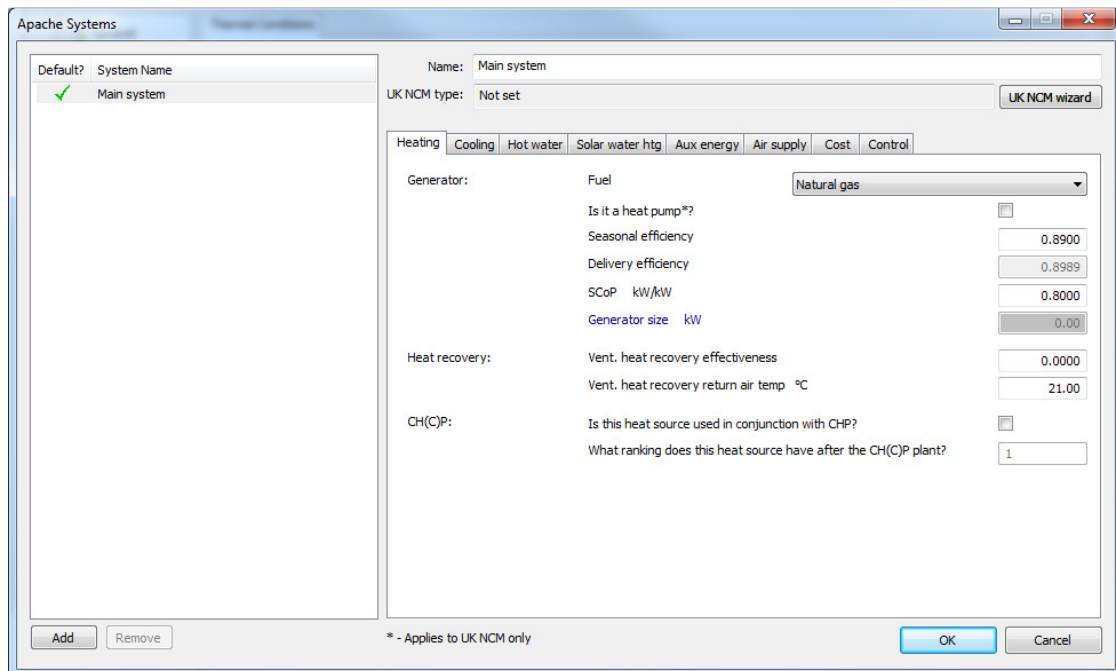 Apache Systems
Default? System Name
Main system
Name: Main system
UK NCM type: Not set UK NCM wizard
Heating Cooling Hot water Solar water htg Aux energy Air supply Cost Control
Generator: Fuel Natural gas
Is it a heat pump*?
Seasonal efficiency 0.8900
Delivery efficiency 0.8989
SCoP kW/kW 0.8000
Generator size kW 0.00
Heat recovery: Vent. heat recovery effectiveness 0.0000
Vent. heat recovery return air temp °C 21.00
CH(C)P: Is this heat source used in conjunction with CHP?
What ranking does this heat source have after the CH(C)P plant? 1
Add Remove * - Applies to UK NCM only OK Cancel